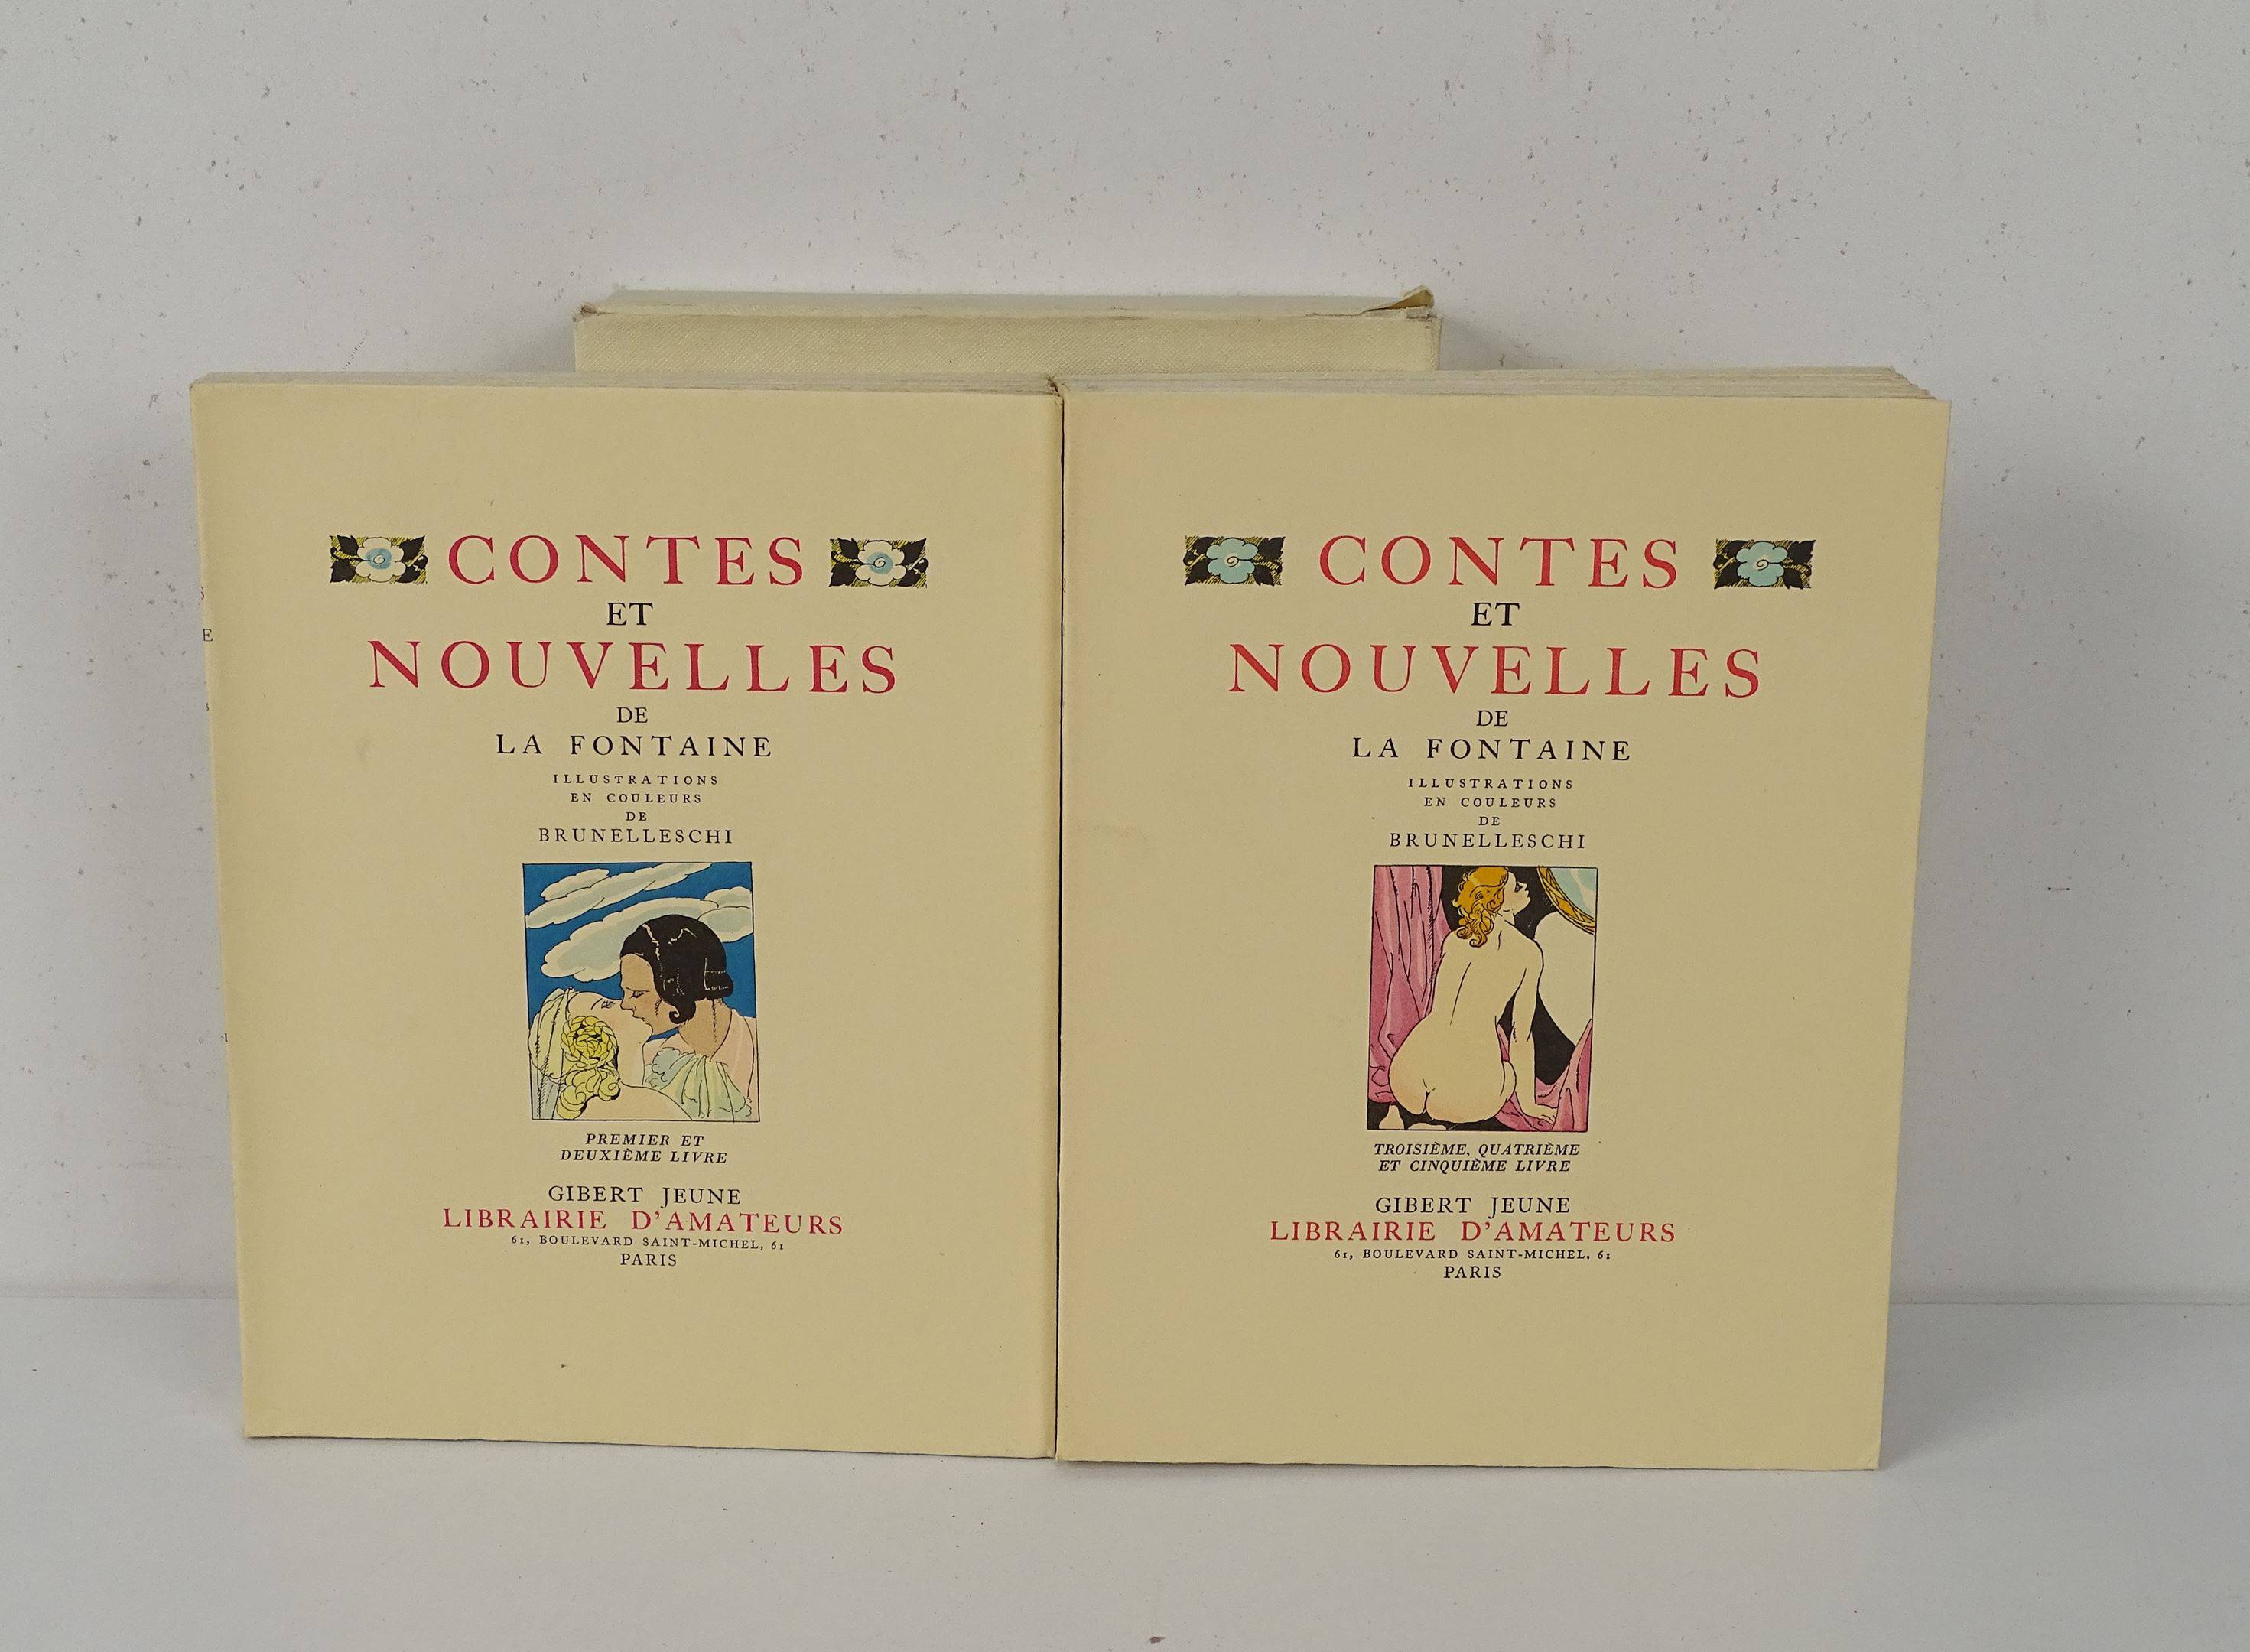 CONTES
ET
NOUVELLES
DE
LA FONTAINE
ILLUSTRATIONS
EN COULEURS
DE
BRUNELLESCHI
PREMIER ET
DEUXIÈME LIVRE
GIBERT JEUNE
LIBRAIRIE D'AMATEURS
61, BOULEVARD SAINT-MICHEL, 61
PARIS
CONTES
ET
NOUVELLES
DE
LA FONTAINE
ILLUSTRATIONS
EN COULEURS
DE
BRUNELLESCHI
TROISIÈME, QUATRIÈME
ET CINQUIÈME LIVRE
GIBERT JEUNE
LIBRAIRIE D'AMATEURS
61, BOULEVARD SAINT-MICHEL. 61
PARIS